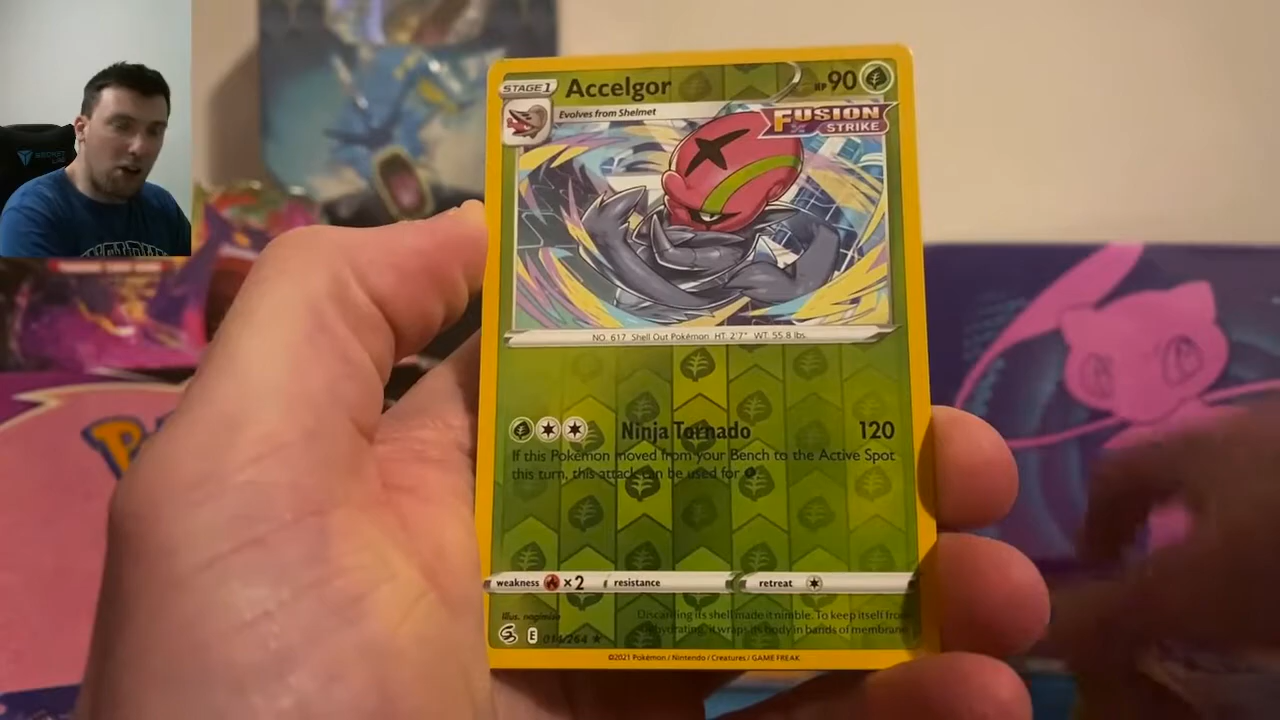 STAGE 1 Accelgor HP 90
Evolves from Shelmet
FUSION
STRIKE
NO. 617 Shell Out Pokémon HT: 2'7" WT: 55.8 lbs.
Ninja Tornado 120
If this Pokémon moved from your Bench to the Active Spot
this turn, this attack can be used for
weakness ×2 resistance retreat
Illus. nagimiso
Discarding its shell made it nimble. To keep itself from
dehydrating, it wraps its body in bands of membrane
E /264 ★
©2021 Pokémon / Nintendo / Creatures / GAME FREAK